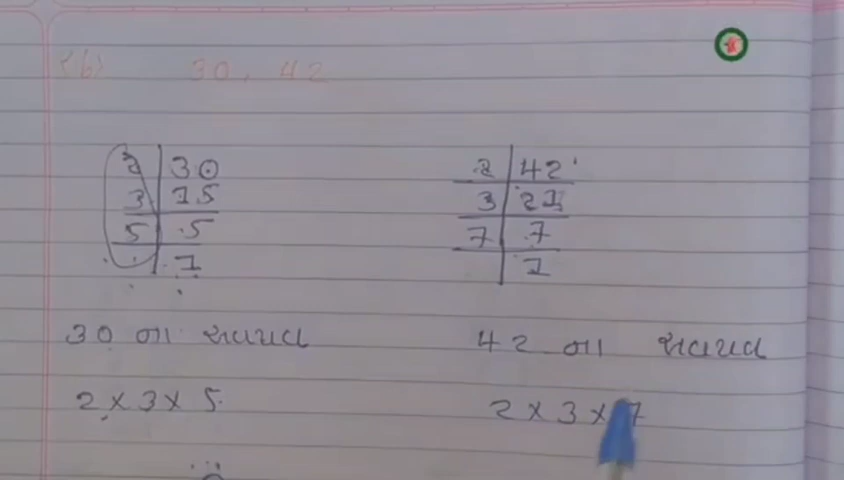 (b) 30, 42
2 | 30
3 | 15
5 | 5
1
2 | 42
3 | 21
7 | 7
1
30 ના અવયવ
2 × 3 × 5
42 ના અવયવ
2 × 3 × 7